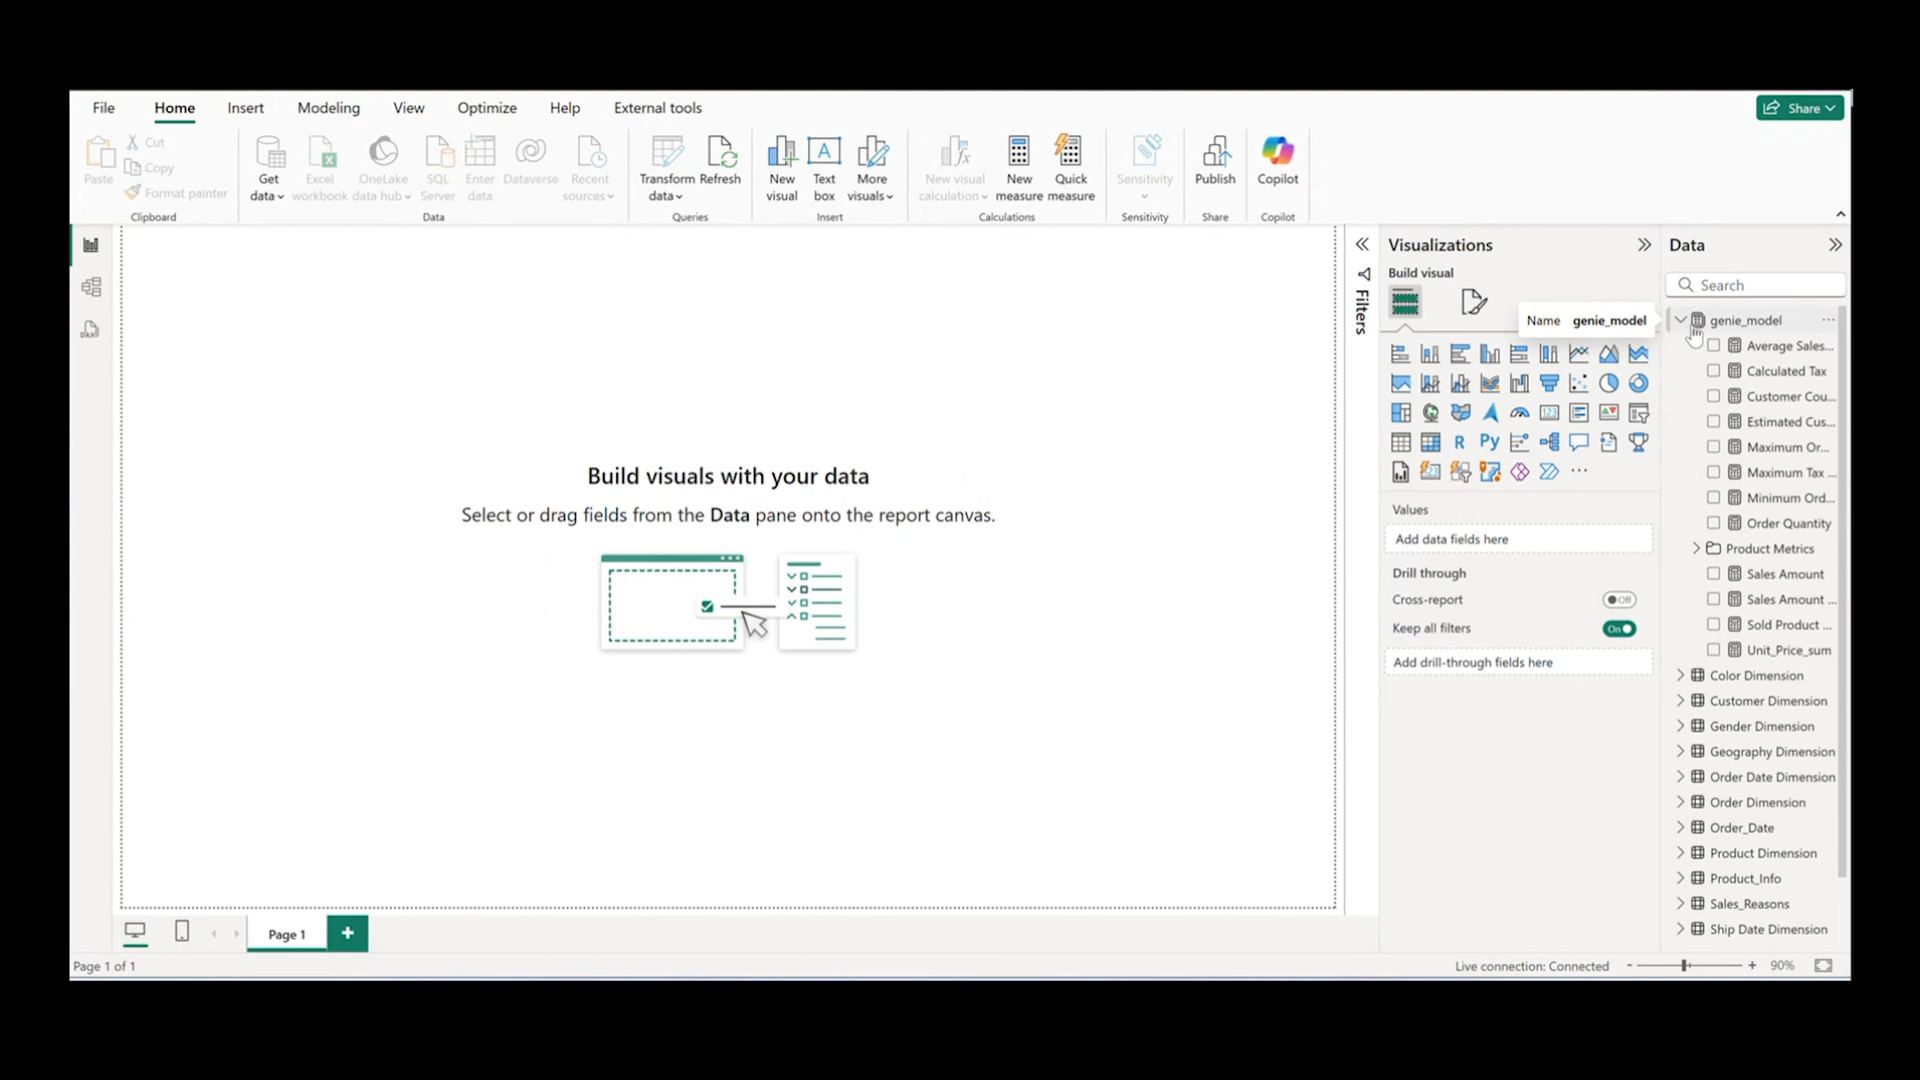 File Home Insert Modeling View Optimize Help External tools Share
Paste
Cut
Copy
Format painter
Clipboard
Get data
Excel workbook
OneLake data hub
SQL Server
Enter data
Dataverse
Recent sources
Data
Transform data
Refresh
Queries
New visual
Text box
More visuals
Insert
New visual calculation
New measure
Quick measure
Calculations
Sensitivity
Sensitivity
Publish
Share
Copilot
Copilot
Build visuals with your data
Select or drag fields from the Data pane onto the report canvas.
Filters
Visualizations
Build visual
Name genie_model
R
Py
123
Values
Add data fields here
Drill through
Cross-report
Off
Keep all filters
On
Add drill-through fields here
Data
Search
genie_model
Average Sales...
Calculated Tax
Customer Cou...
Estimated Cus...
Maximum Or...
Maximum Tax ...
Minimum Ord...
Order Quantity
Product Metrics
Sales Amount
Sales Amount ...
Sold Product ...
Unit_Price_sum
Color Dimension
Customer Dimension
Gender Dimension
Geography Dimension
Order Date Dimension
Order Dimension
Order_Date
Product Dimension
Product_Info
Sales_Reasons
Ship Date Dimension
Page 1
+
Page 1 of 1
Live connection: Connected
- + 90%